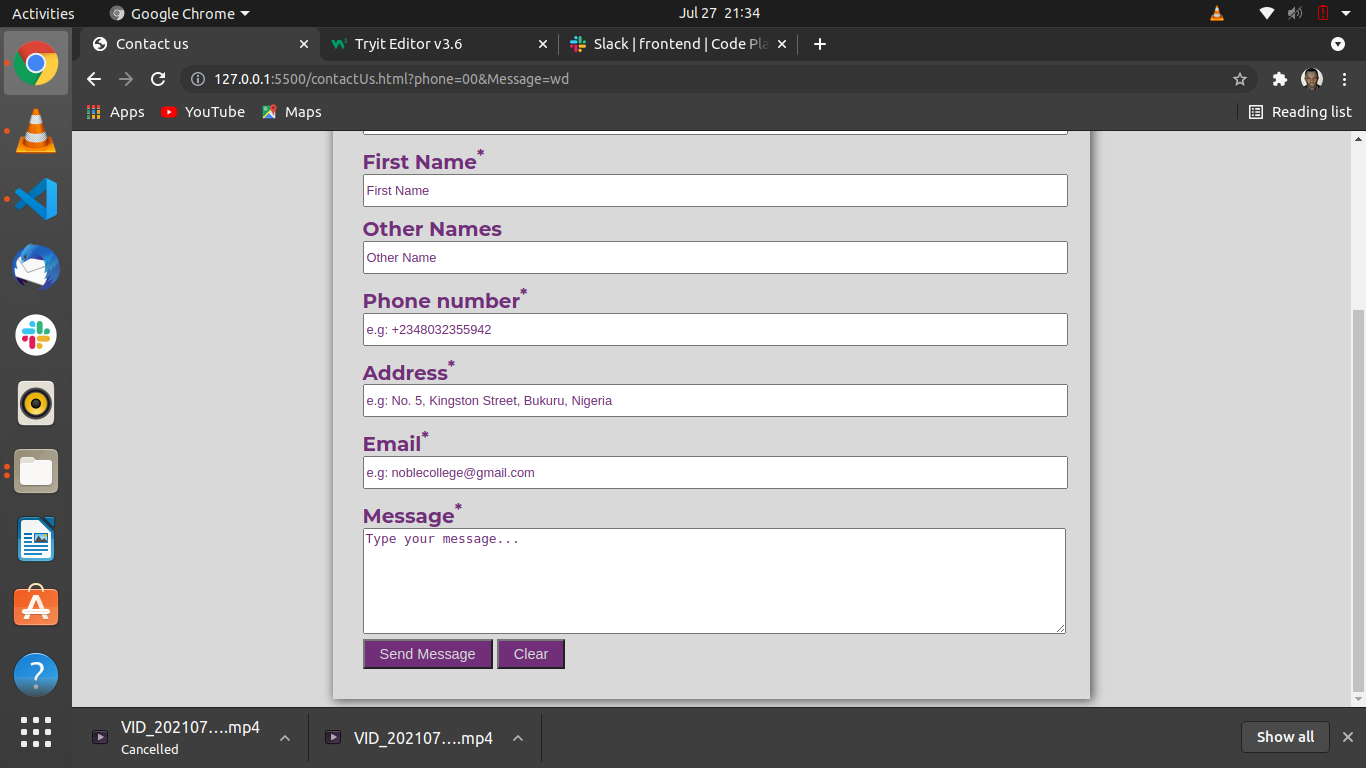 Activities
Google Chrome
Jul 27 21:34
Contact us
Tryit Editor v3.6
Slack | frontend | Code Pla
127.0.0.1:5500/contactUs.html?phone=00&Message=wd
Apps
YouTube
Maps
Reading list
First Name*
First Name
Other Names
Other Name
Phone number*
e.g: +2348032355942
Address*
e.g: No. 5, Kingston Street, Bukuru, Nigeria
Email*
e.g: noblecollege@gmail.com
Message*
Type your message...
Send Message
Clear
VID_202107....mp4
Cancelled
VID_202107....mp4
Show all